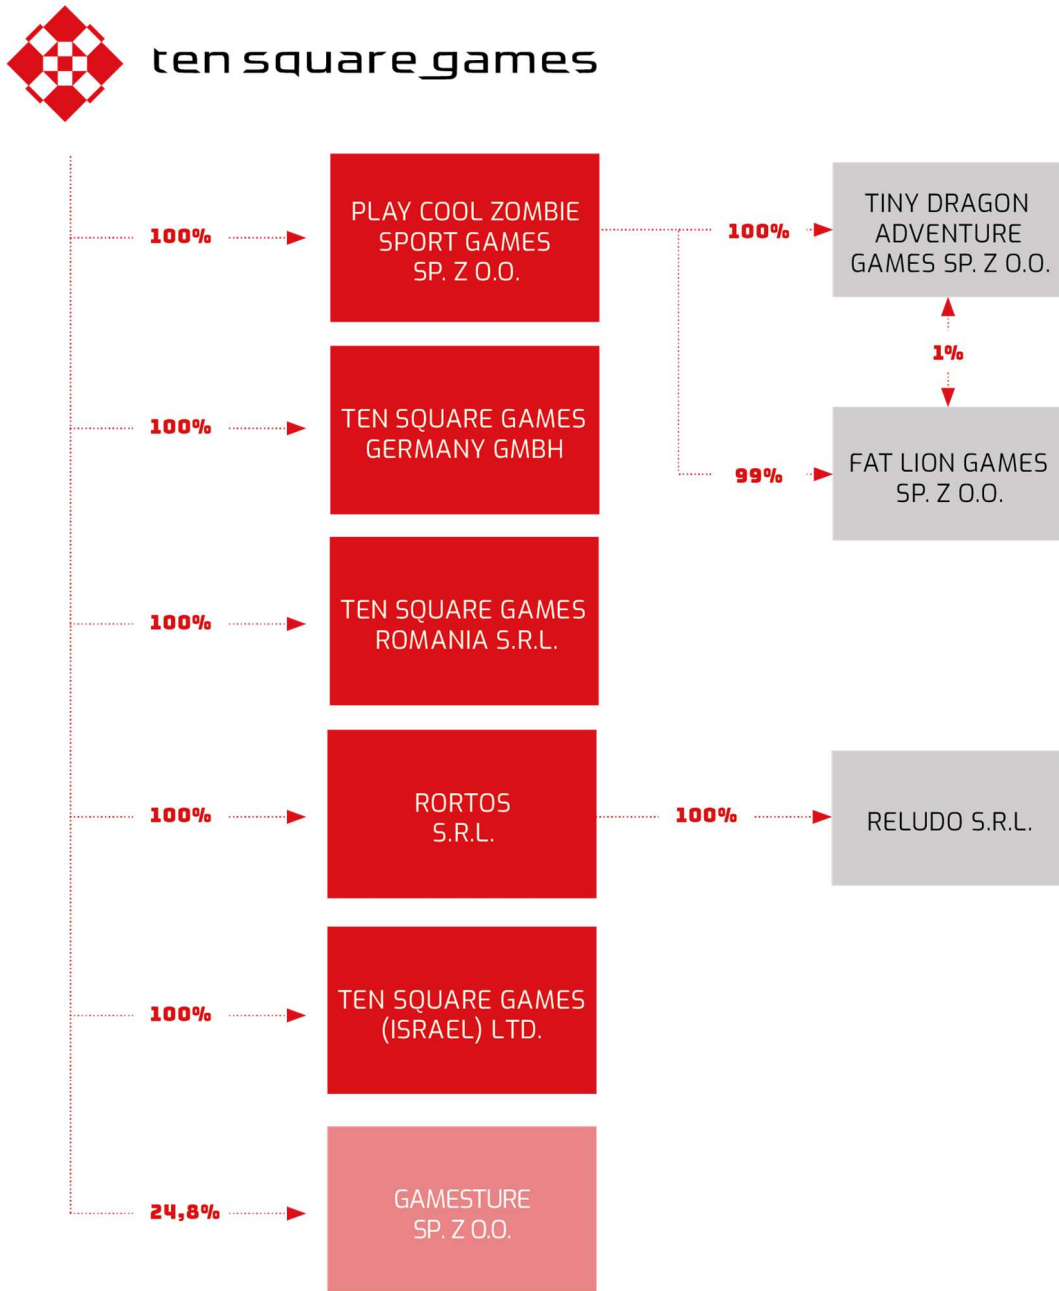 ten square games
100%
PLAY COOL ZOMBIE
SPORT GAMES
SP. Z O.O.
100%
TINY DRAGON
ADVENTURE
GAMES SP. Z O.O.
1%
100%
TEN SQUARE GAMES
GERMANY GMBH
99%
FAT LION GAMES
SP. Z O.O.
100%
TEN SQUARE GAMES
ROMANIA S.R.L.
100%
RORTOS
S.R.L.
100%
RELUDO S.R.L.
100%
TEN SQUARE GAMES
(ISRAEL) LTD.
24,8%
GAMESTURE
SP. Z O.O.